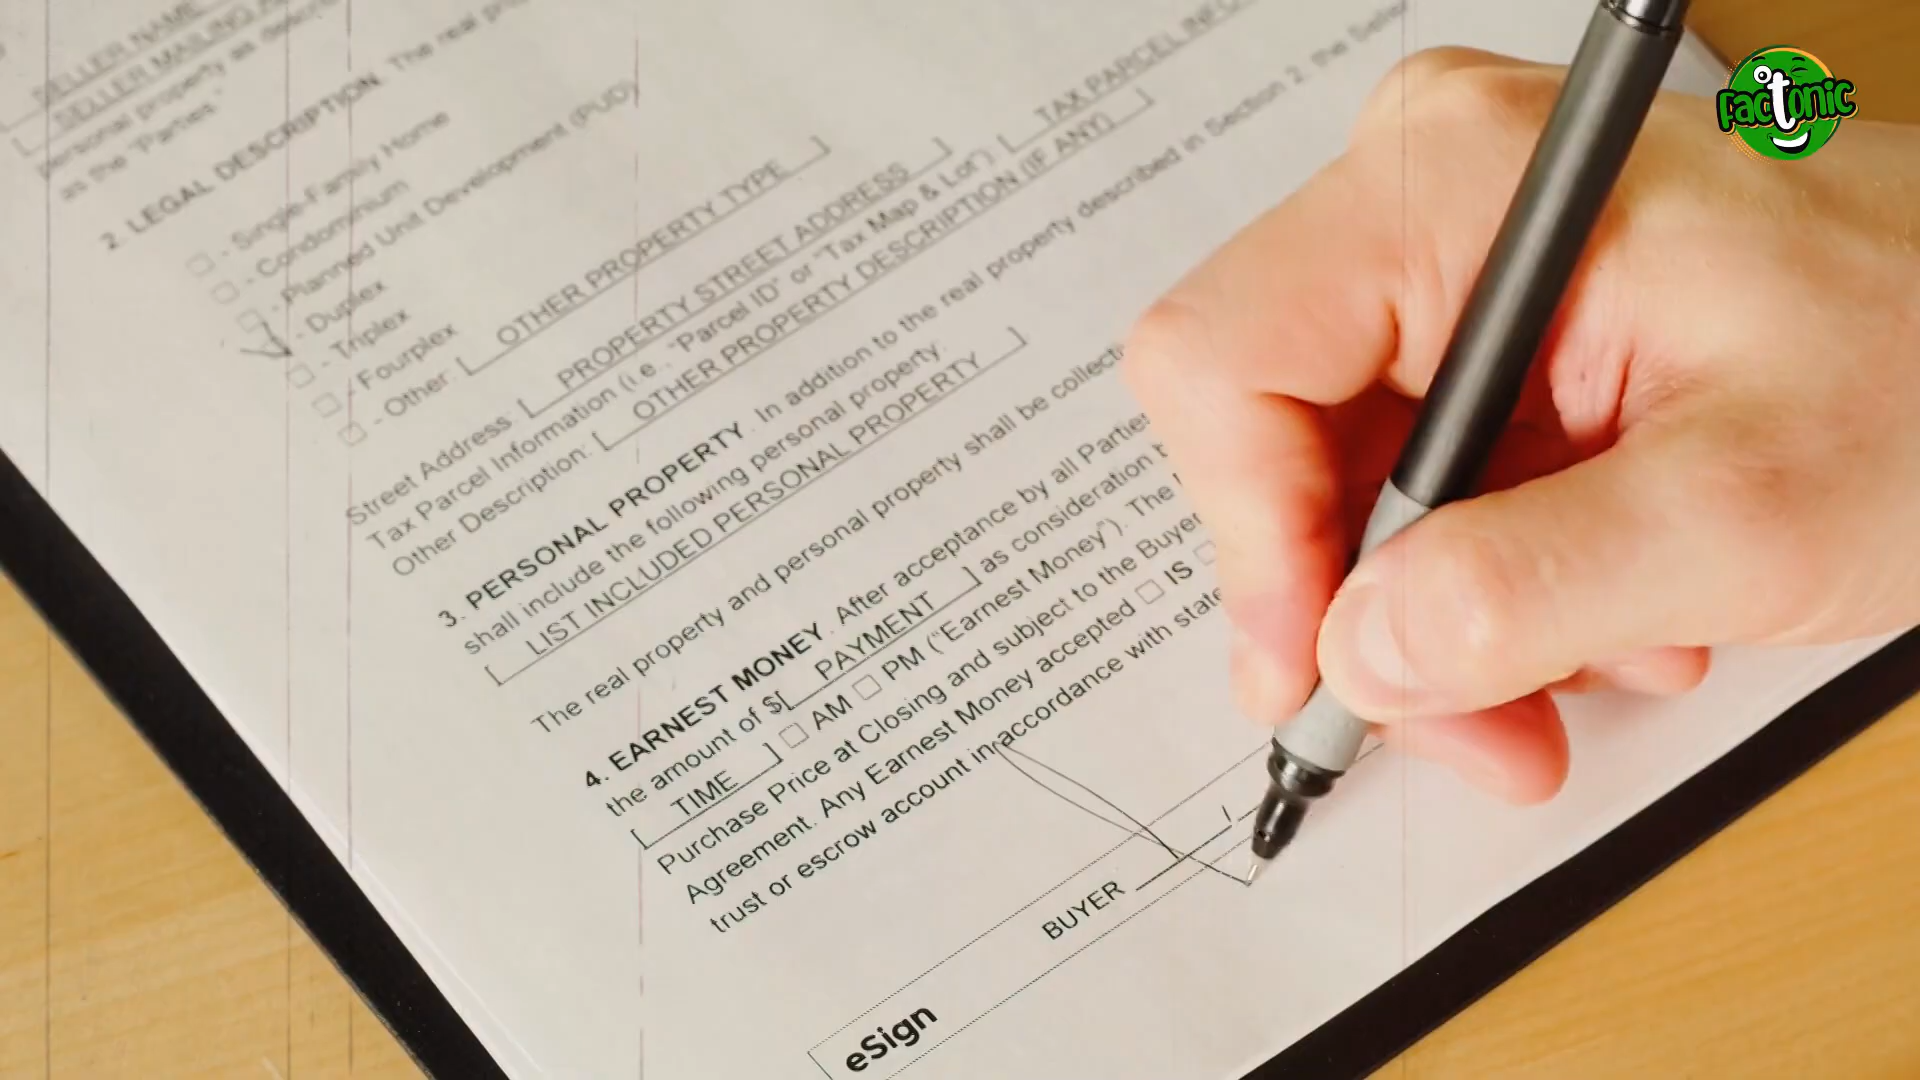 SELLER NAME
SELLER MAILING
personal property as
as the "Parties."
2. LEGAL DESCRIPTION. The real
- Single-Family Home
- Condominium
- Planned Unit Development (PUD)
- Duplex
- Triplex
- Fourplex
- Other: [ OTHER PROPERTY TYPE ]
Street Address: [ PROPERTY STREET ADDRESS ]
Tax Parcel Information (i.e., "Parcel ID" or "Tax Map & Lot"): [ TAX PARCEL INFO
Other Description: [ OTHER PROPERTY DESCRIPTION (IF ANY) ]
3. PERSONAL PROPERTY. In addition to the real property described in Section 2, the Seller
shall include the following personal property:
[ LIST INCLUDED PERSONAL PROPERTY ]
The real property and personal property shall be collect
4. EARNEST MONEY. After acceptance by all Parties
the amount of $[ PAYMENT ] as consideration
[ TIME ] ☐ AM ☐ PM ("Earnest Money"). The
Purchase Price at Closing and subject to the Buyer
Agreement. Any Earnest Money accepted ☐ IS ☐
trust or escrow account in accordance with state
BUYER
eSign
factonic